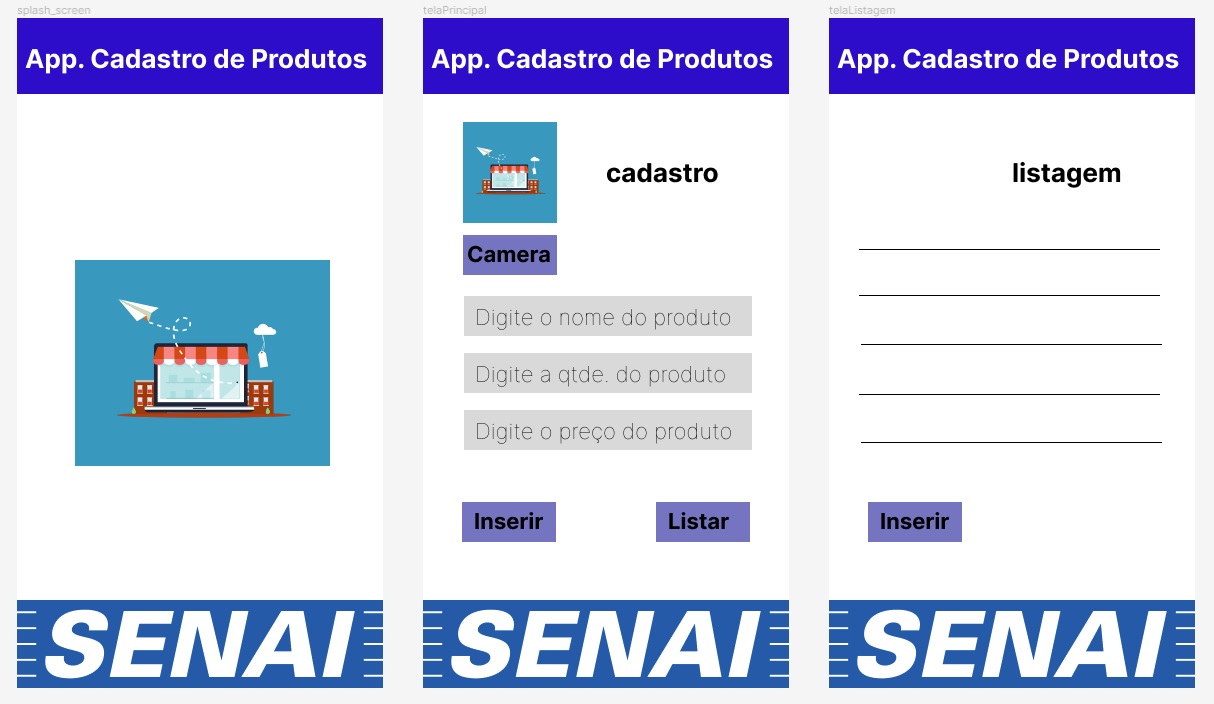 splash_screen
App. Cadastro de Produtos
SENAI
telaPrincipal
App. Cadastro de Produtos
cadastro
Camera
Digite o nome do produto
Digite a qtde. do produto
Digite o preço do produto
Inserir
Listar
SENAI
telaListagem
App. Cadastro de Produtos
listagem
Inserir
SENAI